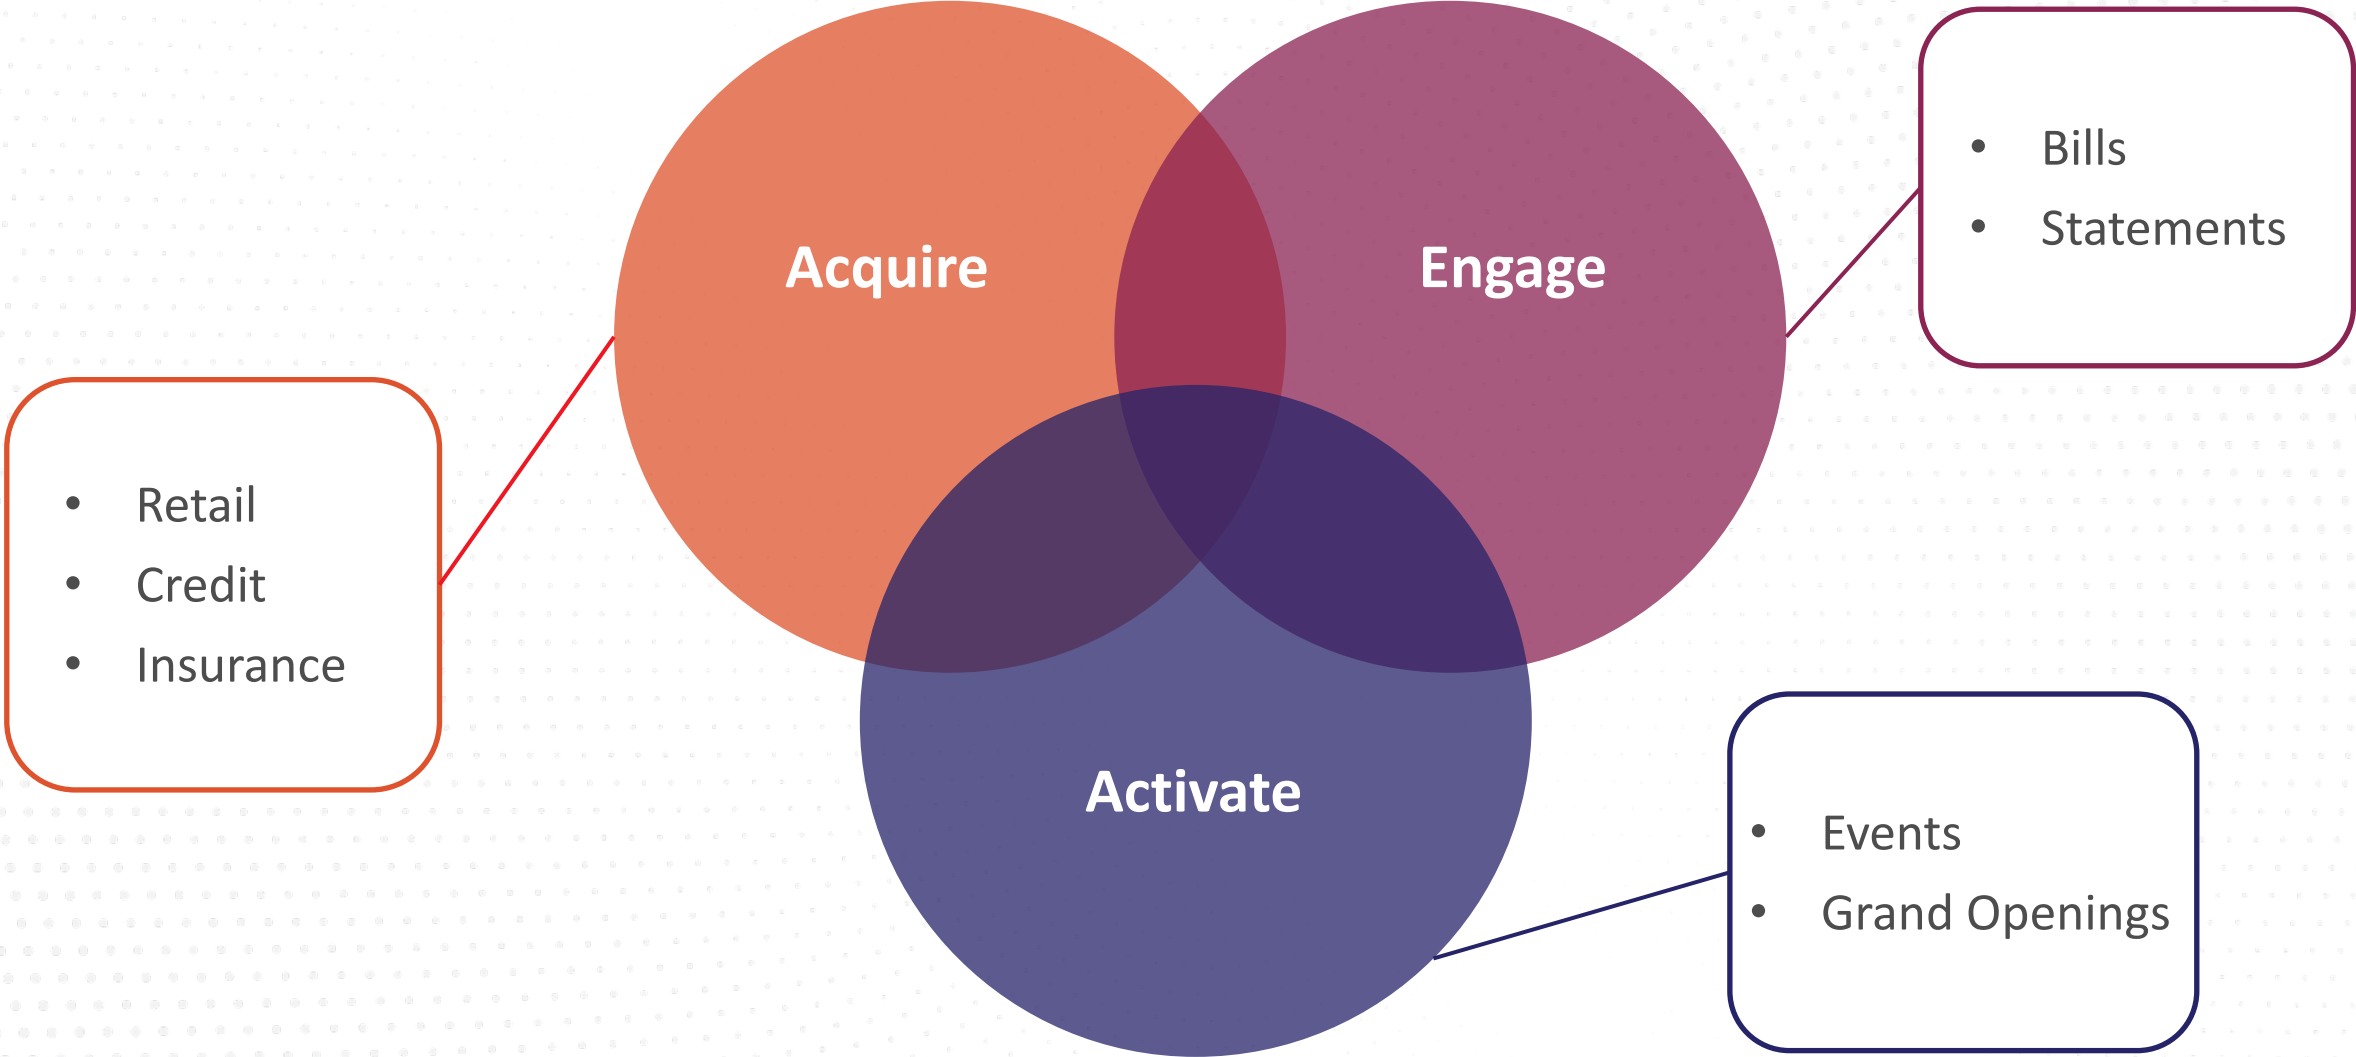 Acquire
Engage
Activate
• Retail
• Credit
• Insurance
• Bills
• Statements
• Events
• Grand Openings